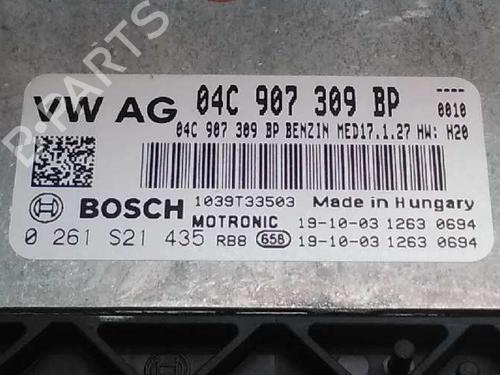 VW AG 04C 907 309 BP ----
0010
04C 907 309 BP BENZIN MED17.1.27 HW: H20
BOSCH 1039T33503 Made in Hungary
MOTRONIC 19-10-03 1263 0694
0 261 S21 435 RB8 658 19-10-03 1263 0694
B-PARTS